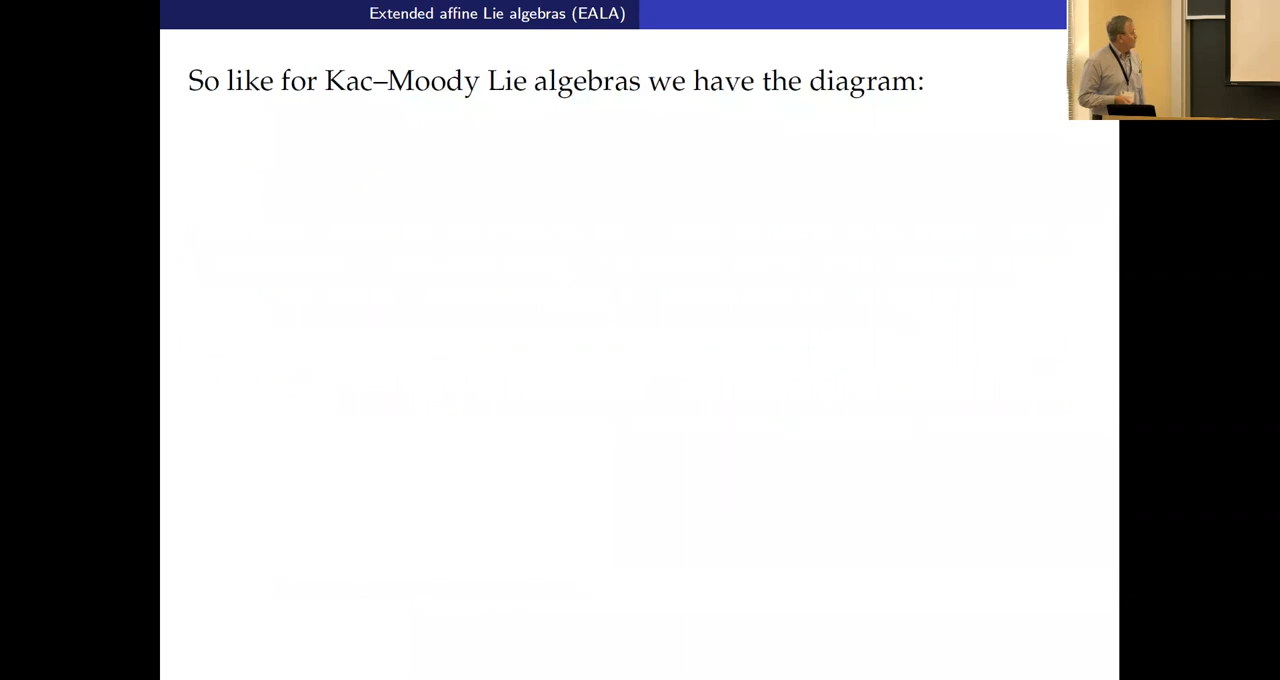 Extended affine Lie algebras (EALA)
So like for Kac–Moody Lie algebras we have the diagram: